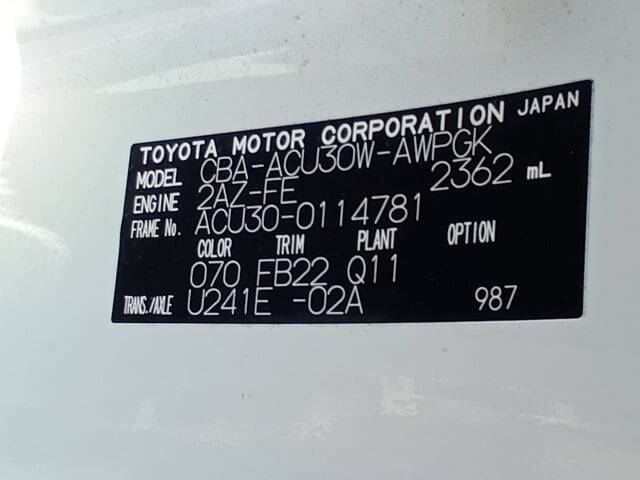 TOYOTA MOTOR CORPORATION JAPAN
MODEL CBA-ACU30W-AWPGK
ENGINE 2AZ-FE 2362 mL
FRAME No. ACU30-0114781
COLOR TRIM PLANT OPTION
070 FB22 Q11
TRANS./AXLE U241E -02A 987